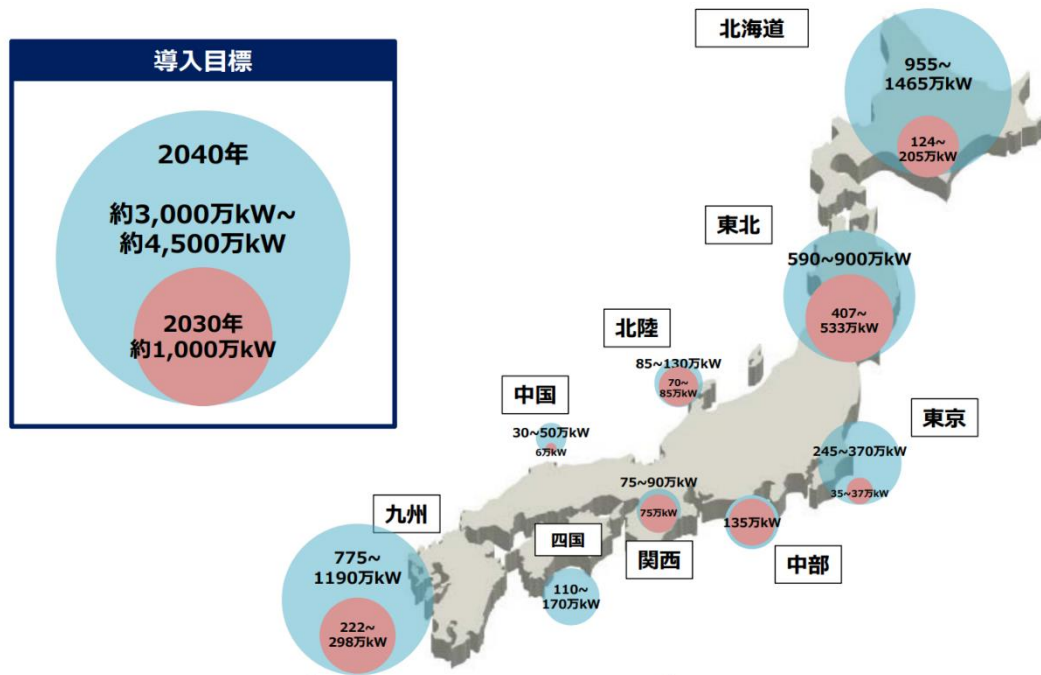 導入目標
2040年
約3,000万kW~
約4,500万kW
2030年
約1,000万kW
北海道
955~
1465万kW
124~
205万kW
東北
590~900万kW
407~
533万kW
北陸
85~130万kW
70~
85万kW
中国
30~50万kW
6万kW
東京
245~370万kW
35~37万kW
75~90万kW
75万kW
関西
135万kW
中部
九州
775~
1190万kW
222~
298万kW
四国
110~
170万kW